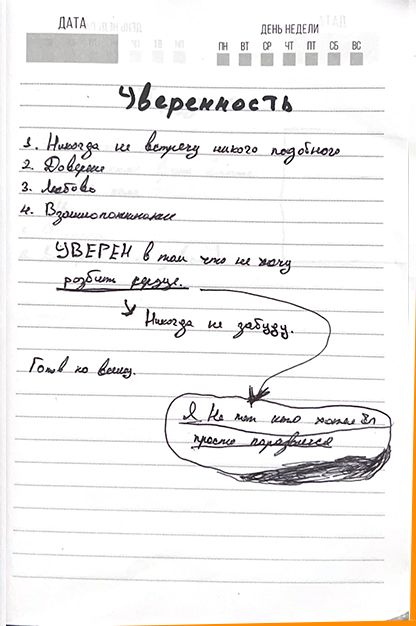 ДАТА
ДЕНЬ НЕДЕЛИ
ПН ВТ СР ЧТ ПТ СБ ВС
Уверенность
1. Никогда не встречу никого подобного
2. Доверие
3. Любовь
4. Взаимопонимание
УВЕРЕН в том что не хочу
разбить сердце.
Никогда не забуду.
Готов ко всему.
Я не тот кто хотел бы
просто поразвлечься